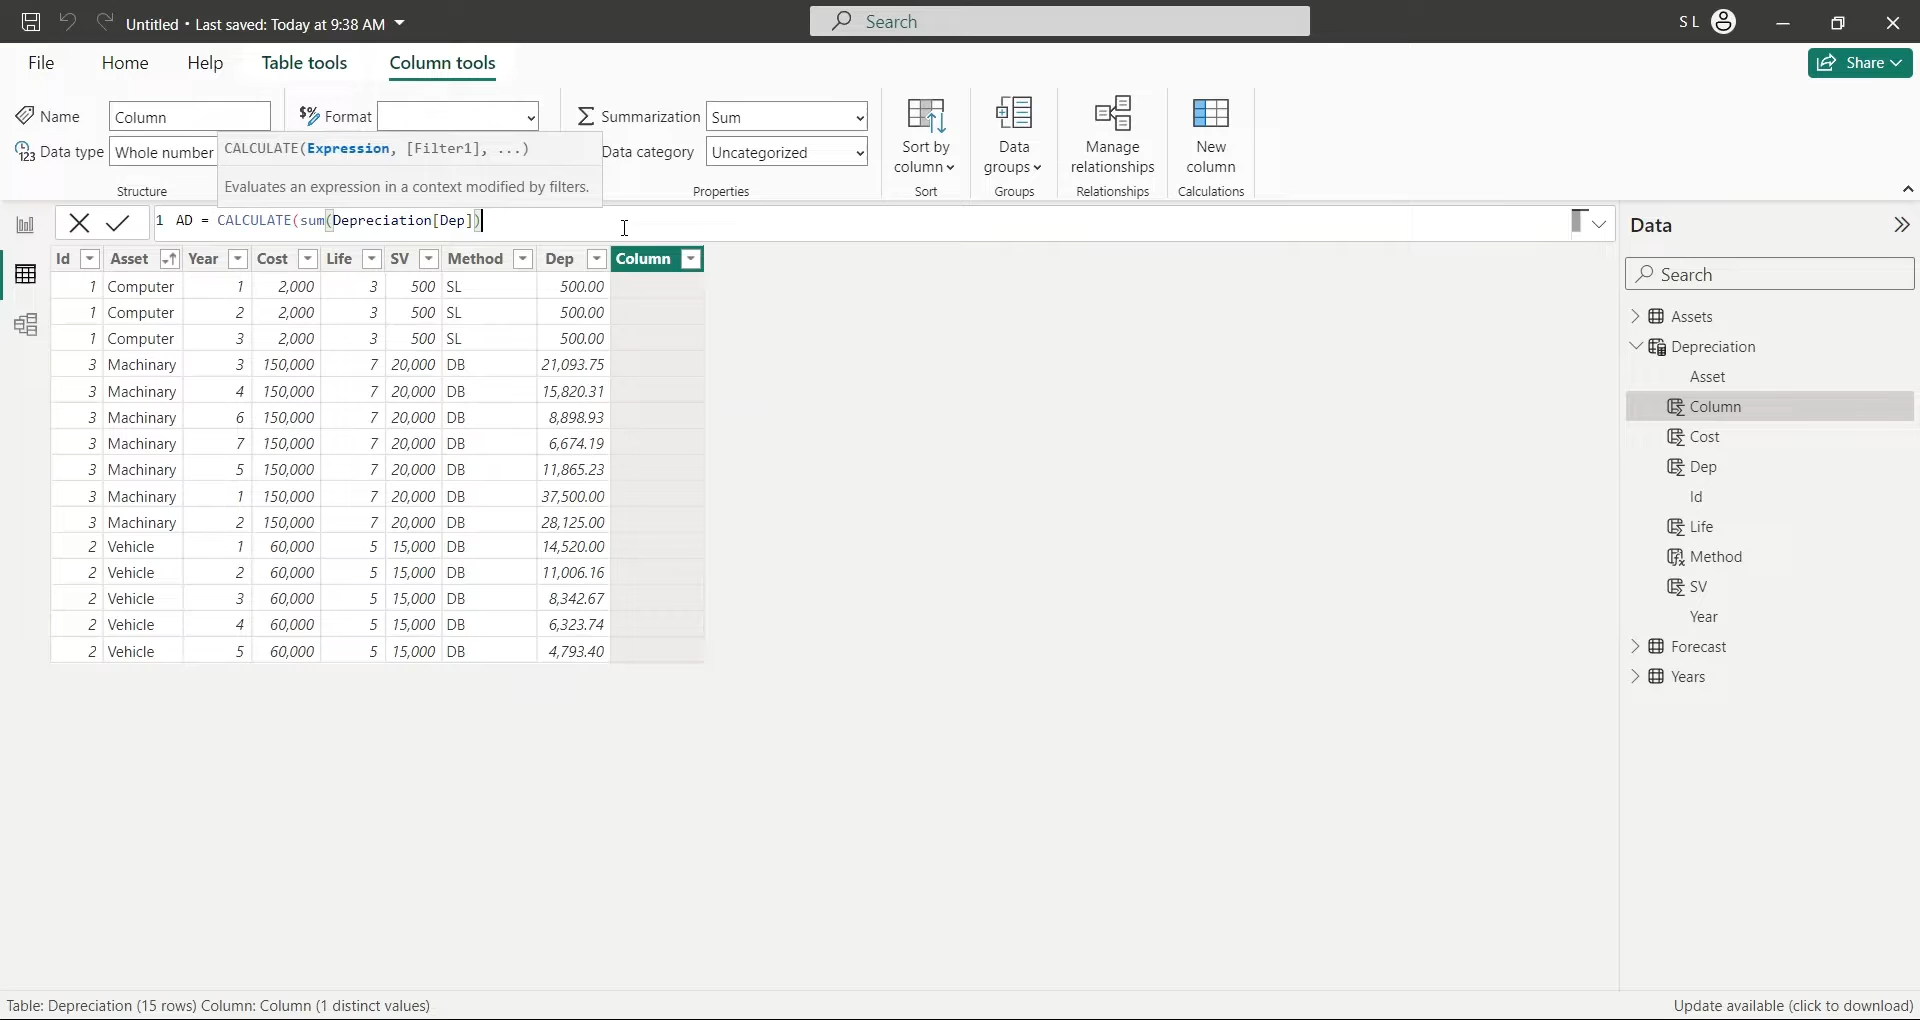 Untitled • Last saved: Today at 9:38 AM
Search
S L
File Home Help Table tools Column tools
Share
Name Column
$% Format
Summarization Sum
Data type Whole number
Data category Uncategorized
CALCULATE(Expression, [Filter1], ...)
Evaluates an expression in a context modified by filters.
Sort by column
Data groups
Manage relationships
New column
Structure Properties Sort Groups Relationships Calculations
1 AD = CALCULATE(sum(Depreciation[Dep])
Id Asset Year Cost Life SV Method Dep Column
1 Computer 1 2,000 3 500 SL 500.00
1 Computer 2 2,000 3 500 SL 500.00
1 Computer 3 2,000 3 500 SL 500.00
3 Machinary 3 150,000 7 20,000 DB 21,093.75
3 Machinary 4 150,000 7 20,000 DB 15,820.31
3 Machinary 6 150,000 7 20,000 DB 8,898.93
3 Machinary 7 150,000 7 20,000 DB 6,674.19
3 Machinary 5 150,000 7 20,000 DB 11,865.23
3 Machinary 1 150,000 7 20,000 DB 37,500.00
3 Machinary 2 150,000 7 20,000 DB 28,125.00
2 Vehicle 1 60,000 5 15,000 DB 14,520.00
2 Vehicle 2 60,000 5 15,000 DB 11,006.16
2 Vehicle 3 60,000 5 15,000 DB 8,342.67
2 Vehicle 4 60,000 5 15,000 DB 6,323.74
2 Vehicle 5 60,000 5 15,000 DB 4,793.40
Data
Search
Assets
Depreciation
Asset
Column
Cost
Dep
Id
Life
Method
SV
Year
Forecast
Years
Table: Depreciation (15 rows) Column: Column (1 distinct values)
Update available (click to download)